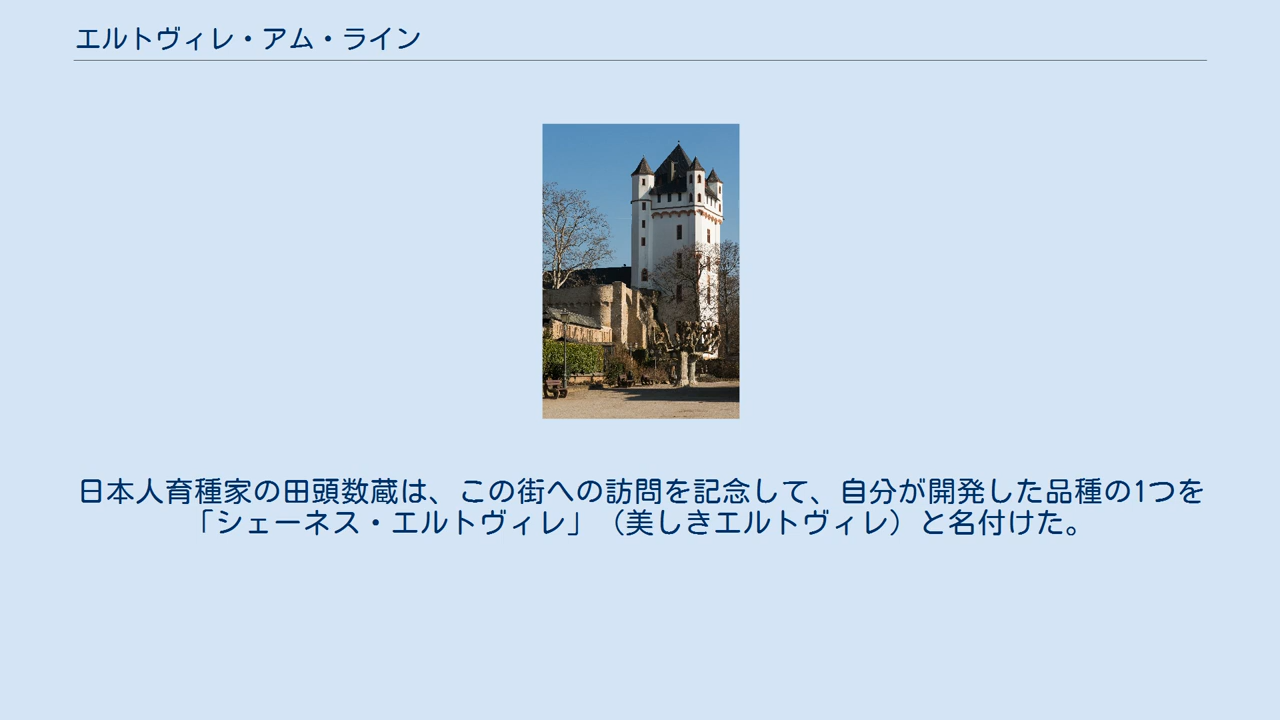 エルトヴィレ・アム・ライン
日本人育種家の田頭数蔵は、この街への訪問を記念して、自分が開発した品種の1つを
「シェーネス・エルトヴィレ」（美しきエルトヴィレ）と名付けた。